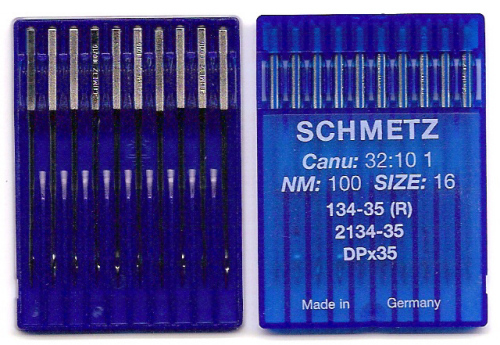 SCHMETZ
Canu: 32:10 1
NM: 100 SIZE: 16
134-35 (R)
2134-35
DPx35
Made in Germany